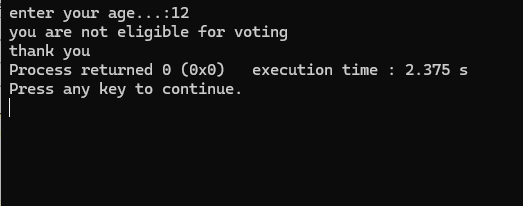 enter your age...:12
you are not eligible for voting
thank you
Process returned 0 (0x0)   execution time : 2.375 s
Press any key to continue.